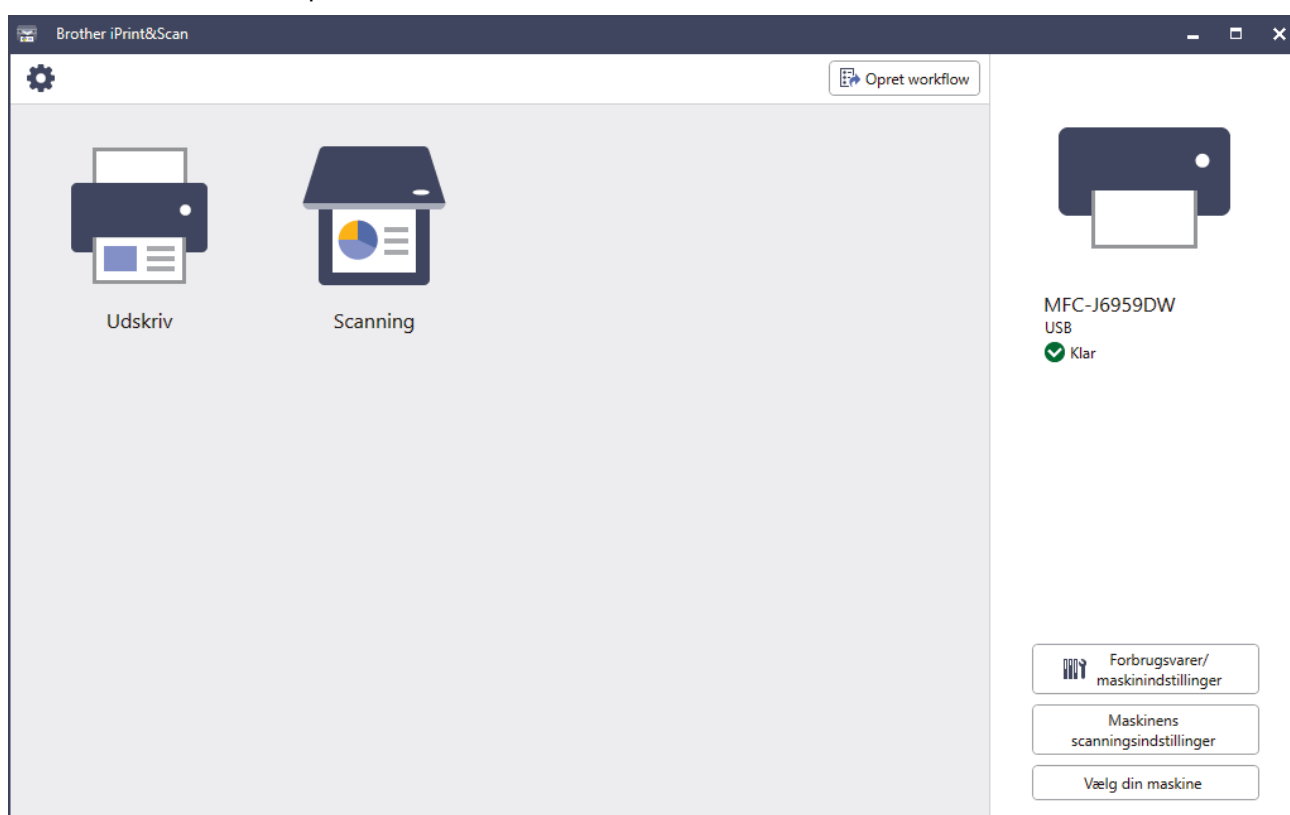 Brother iPrint&Scan
Opret workflow
Udskriv
Scanning
MFC-J6959DW
USB
Klar
Forbrugsvarer/
maskinindstillinger
Maskinens
scanningsindstillinger
Vælg din maskine